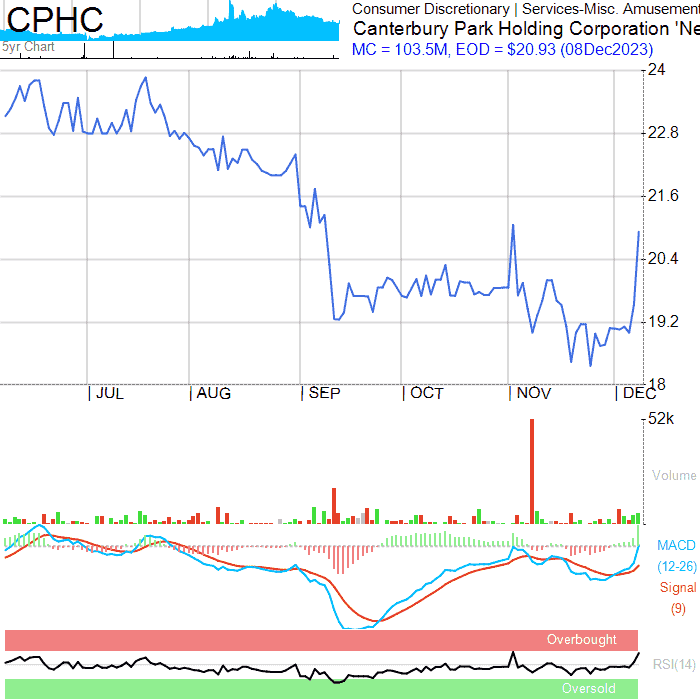 CPHC
5yr Chart
Consumer Discretionary | Services-Misc. Amusement
Canterbury Park Holding Corporation 'Ne
MC = 103.5M, EOD = $20.93 (08Dec2023)
24
22.8
21.6
20.4
19.2
18
JUL AUG SEP OCT NOV DEC
52k
Volume
MACD
(12-26)
Signal
(9)
Overbought
RSI(14)
Oversold